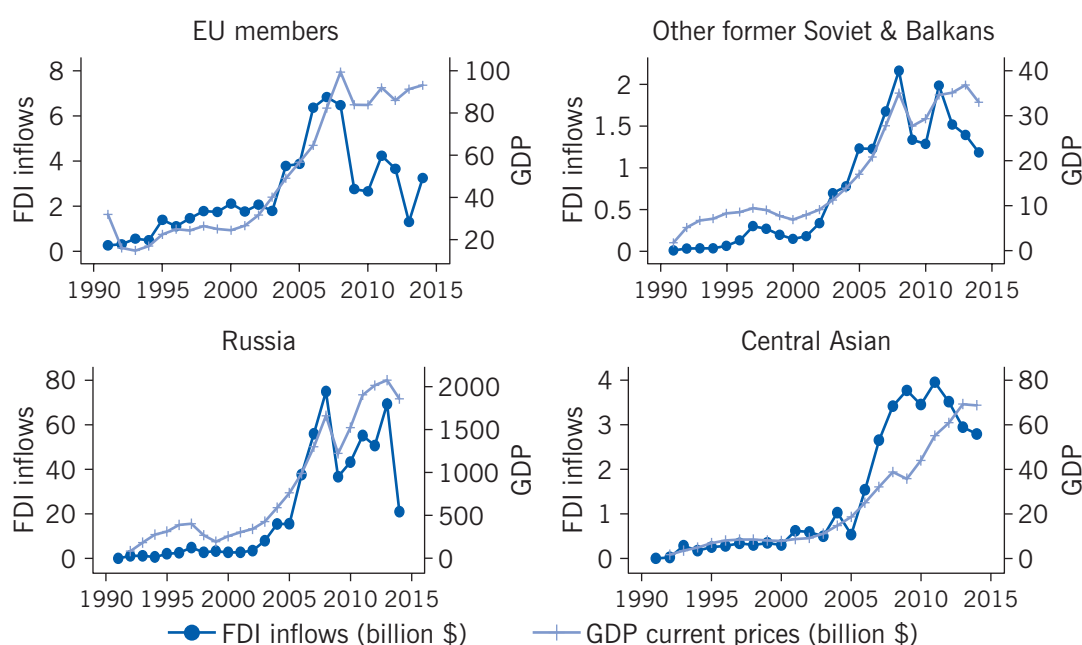 EU members
FDI inflows
8
6
4
2
0
GDP
100
80
60
40
20
1990 1995 2000 2005 2010 2015
Other former Soviet & Balkans
FDI inflows
2
1.5
1
0.5
0
GDP
40
30
20
10
0
1990 1995 2000 2005 2010 2015
Russia
FDI inflows
80
60
40
20
0
GDP
2000
1500
1000
500
0
1990 1995 2000 2005 2010 2015
Central Asian
FDI inflows
4
3
2
1
0
GDP
80
60
40
20
0
1990 1995 2000 2005 2010 2015
FDI inflows (billion $) GDP current prices (billion $)